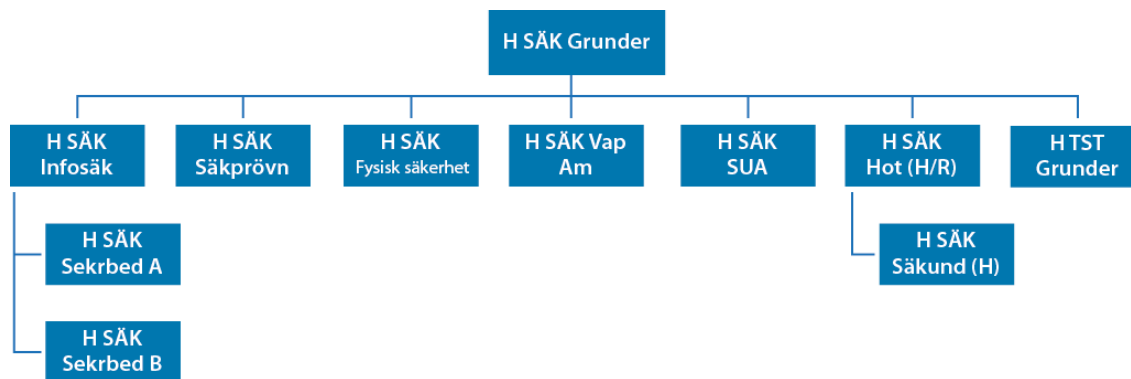 H SÄK Grunder
H SÄK
Infosäk
H SÄK
Säkprövn
H SÄK
Fysisk säkerhet
H SÄK Vap
Am
H SÄK
SUA
H SÄK
Hot (H/R)
H TST
Grunder
H SÄK
Sekrbed A
H SÄK
Säkund (H)
H SÄK
Sekrbed B